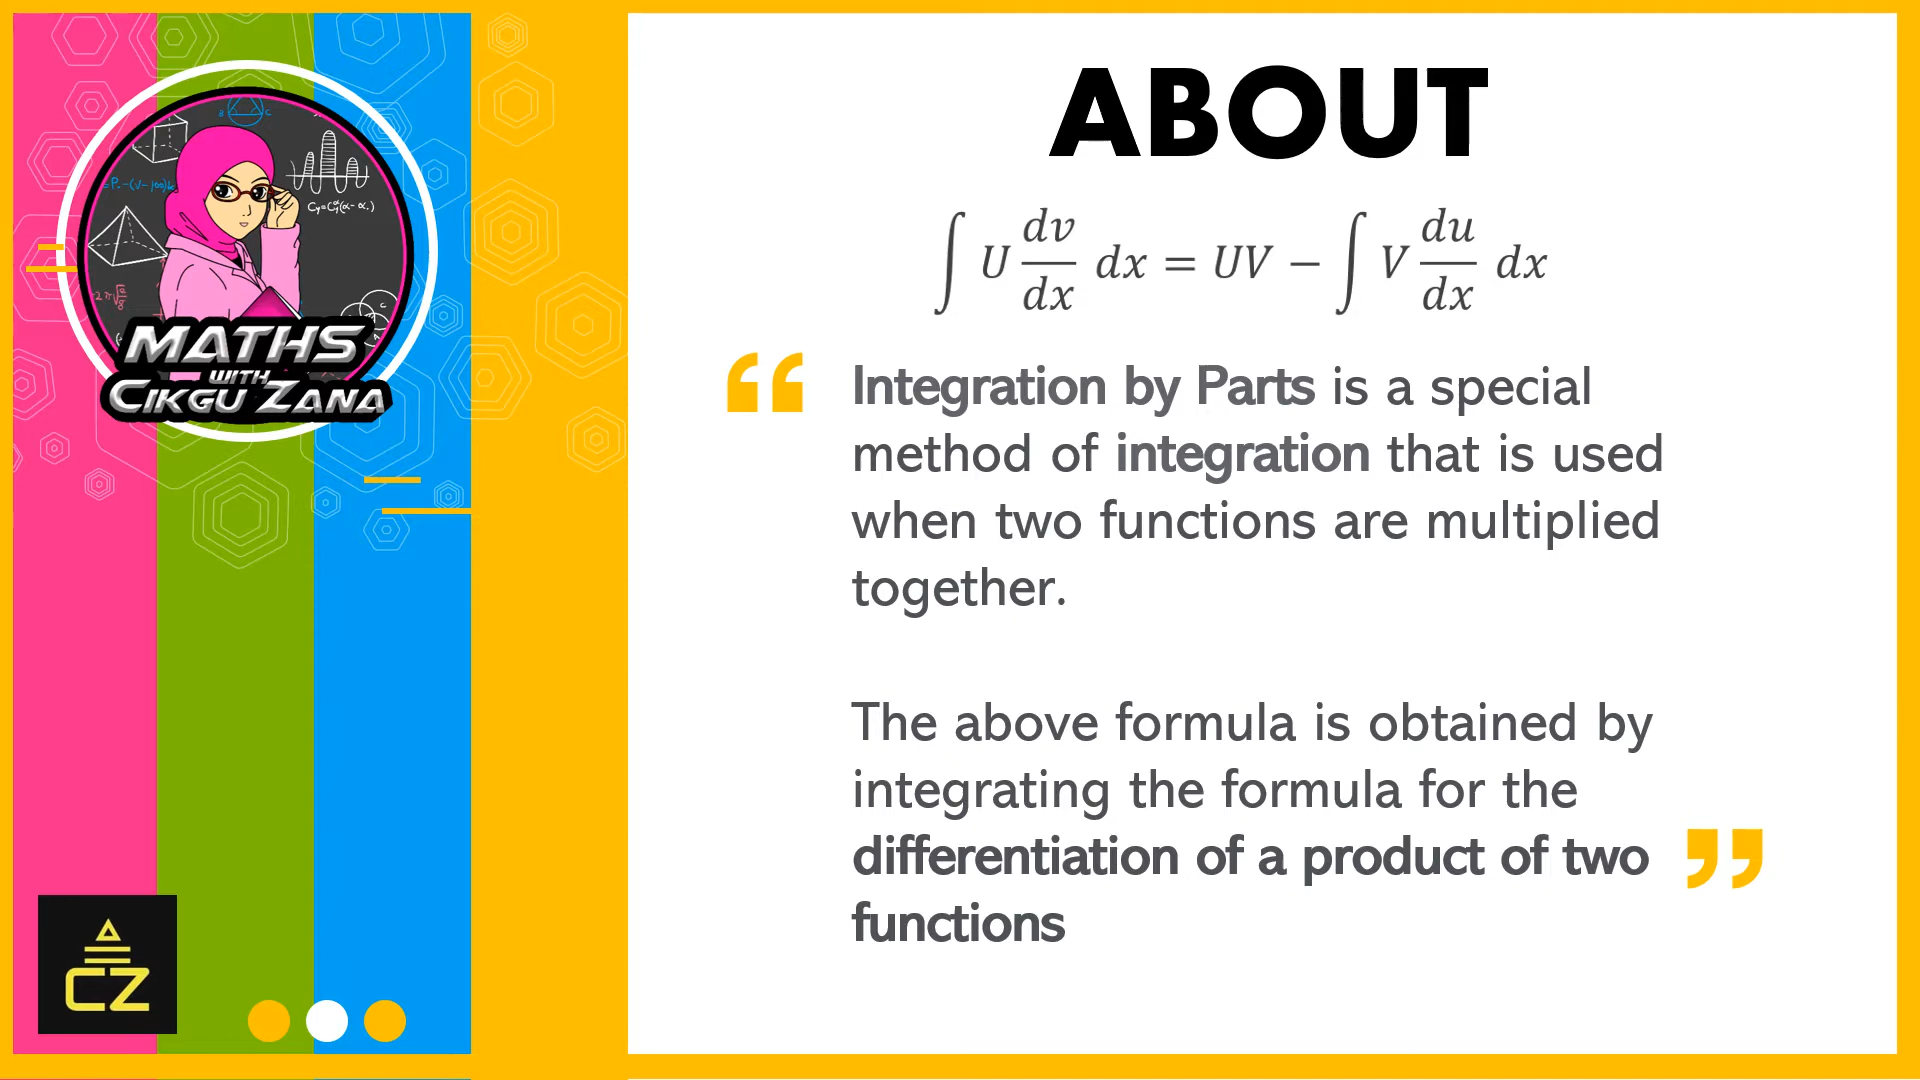 ABOUT
∫ U dv/dx dx = UV − ∫ V du/dx dx
“ Integration by Parts is a special
method of integration that is used
when two functions are multiplied
together.
The above formula is obtained by
integrating the formula for the
differentiation of a product of two ”
functions
MATHS
WITH
CIKGU ZANA
CZ